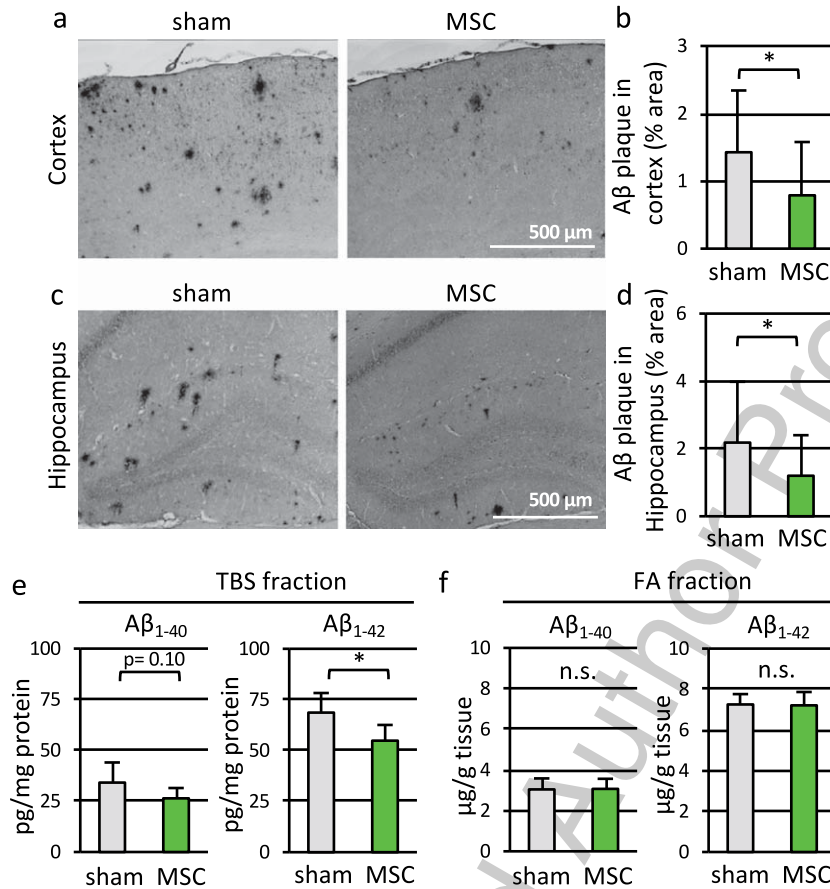 a
sham
MSC
b
Cortex
500 µm
Aβ plaque in
cortex (% area)
3
2
1
0
*
sham MSC
c
sham
MSC
d
Hippocampus
500 µm
Aβ plaque in
Hippocampus (% area)
6
4
2
0
*
sham MSC
e
TBS fraction
Aβ1-40
pg/mg protein
100
75
50
25
0
p= 0.10
sham MSC
Aβ1-42
pg/mg protein
100
75
50
25
0
*
sham MSC
f
FA fraction
Aβ1-40
µg/g tissue
10
8
6
4
2
0
n.s.
sham MSC
Aβ1-42
µg/g tissue
10
8
6
4
2
0
n.s.
sham MSC
Author